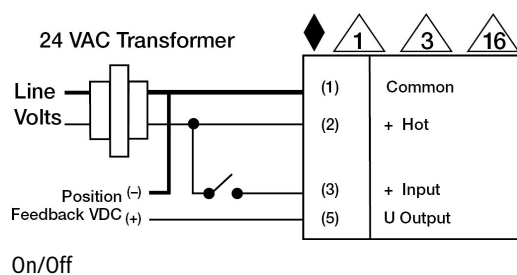 24 VAC Transformer
1 3 16
Line
Volts
(1) Common
(2) + Hot
Position (–)
Feedback VDC (+)
(3) + Input
(5) U Output
On/Off